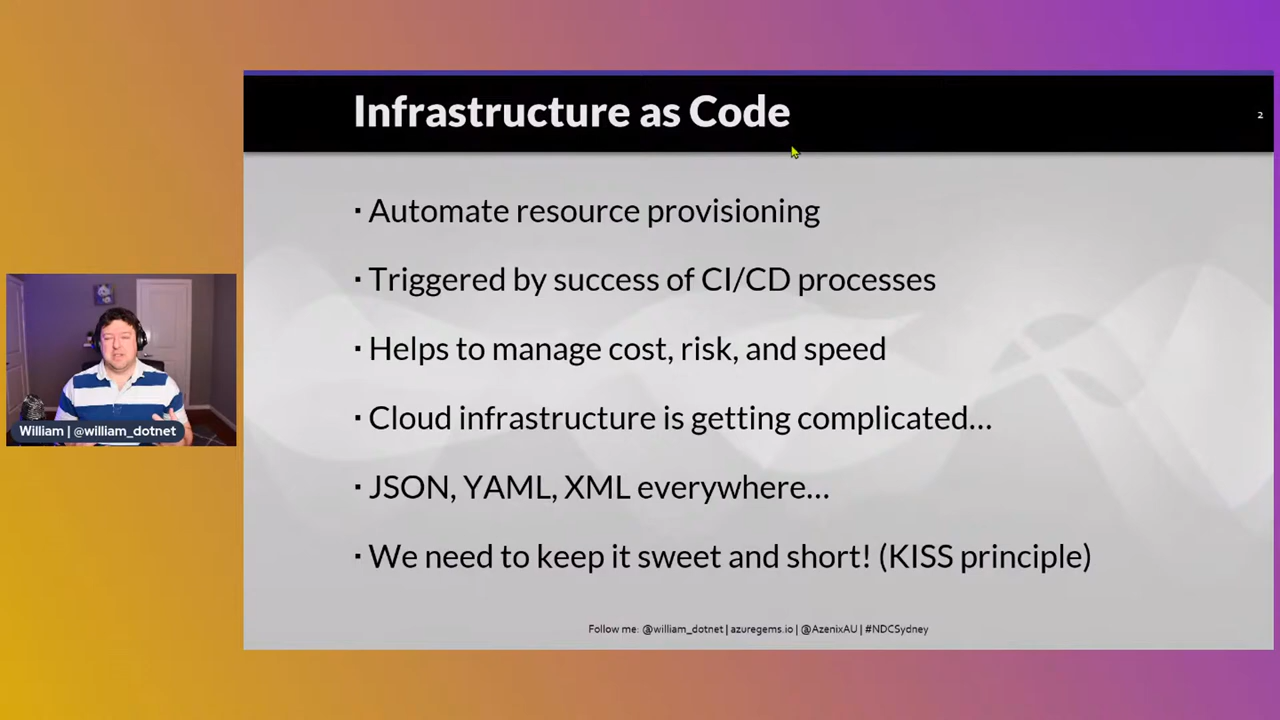 Infrastructure as Code
2
▪ Automate resource provisioning
▪ Triggered by success of CI/CD processes
▪ Helps to manage cost, risk, and speed
▪ Cloud infrastructure is getting complicated...
▪ JSON, YAML, XML everywhere...
▪ We need to keep it sweet and short! (KISS principle)
William | @william_dotnet
Follow me: @william_dotnet | azuregems.io | @AzenixAU | #NDCSydney